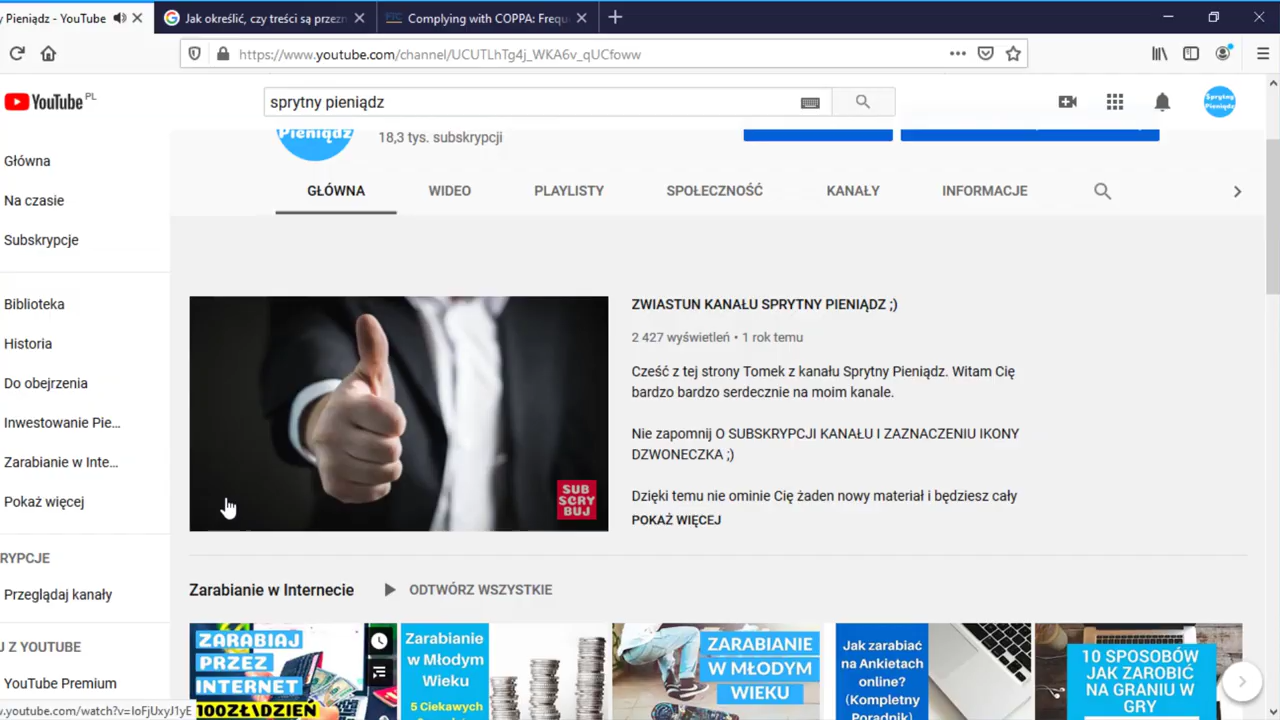 y Pieniądz - YouTube
Jak określić, czy treści są przezn
Complying with COPPA: Frequ
https://www.youtube.com/channel/UCUTLhTg4j_WKA6v_qUCfoww
YouTube PL
sprytny pieniądz
Sprytny
Pieniądz
Pieniądz
18,3 tys. subskrypcji
GŁÓWNA
WIDEO
PLAYLISTY
SPOŁECZNOŚĆ
KANAŁY
INFORMACJE
Główna
Na czasie
Subskrypcje
Biblioteka
Historia
Do obejrzenia
Inwestowanie Pie...
Zarabianie w Inte...
Pokaż więcej
RYPCJE
Przeglądaj kanały
J Z YOUTUBE
YouTube Premium
SUB
SCRY
BUJ
ZWIASTUN KANAŁU SPRYTNY PIENIĄDZ ;)
2 427 wyświetleń • 1 rok temu
Cześć z tej strony Tomek z kanału Sprytny Pieniądz. Witam Cię
bardzo bardzo serdecznie na moim kanale.
Nie zapomnij O SUBSKRYPCJI KANAŁU I ZAZNACZENIU IKONY
DZWONECZKA ;)
Dzięki temu nie ominie Cię żaden nowy materiał i będziesz cały
POKAŻ WIĘCEJ
Zarabianie w Internecie
ODTWÓRZ WSZYSTKIE
ZARABIAJ
PRZEZ
INTERNET
100ZŁ\DZIEŃ
Zarabianie
w Młodym
Wieku
5 Ciekawych
ZARABIANIE
W MŁODYM
WIEKU
Jak zarabiać
na Ankietach
online?
(Kompletny
Poradnik)
10 SPOSOBÓW
JAK ZAROBIĆ
NA GRANIU W
GRY
v.youtube.com/watch?v=IoFjUxyJ1yE